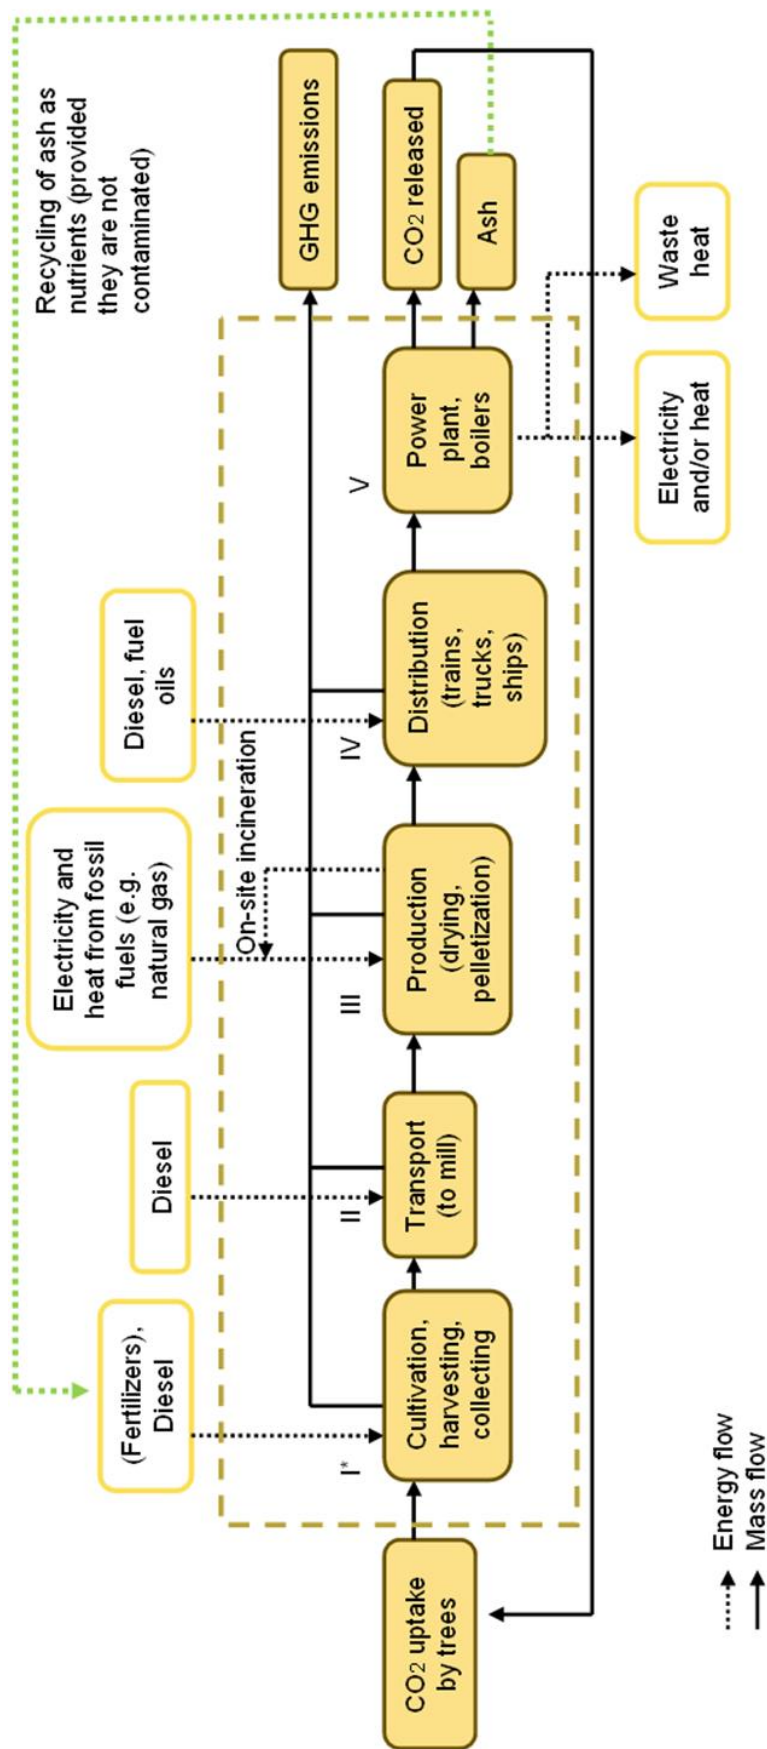 Recycling of ash as
nutrients (provided
they are not
contaminated)
(Fertilizers),
Diesel
Diesel
Electricity and
heat from fossil
fuels (e.g.
natural gas)
Diesel, fuel
oils
On-site incineration
GHG emissions
I*
II
III
IV
V
CO2 uptake
by trees
Cultivation,
harvesting,
collecting
Transport
(to mill)
Production
(drying,
pelletization)
Distribution
(trains,
trucks,
ships)
Power
plant,
boilers
CO2 released
Ash
Electricity
and/or heat
Waste
heat
Energy flow
Mass flow